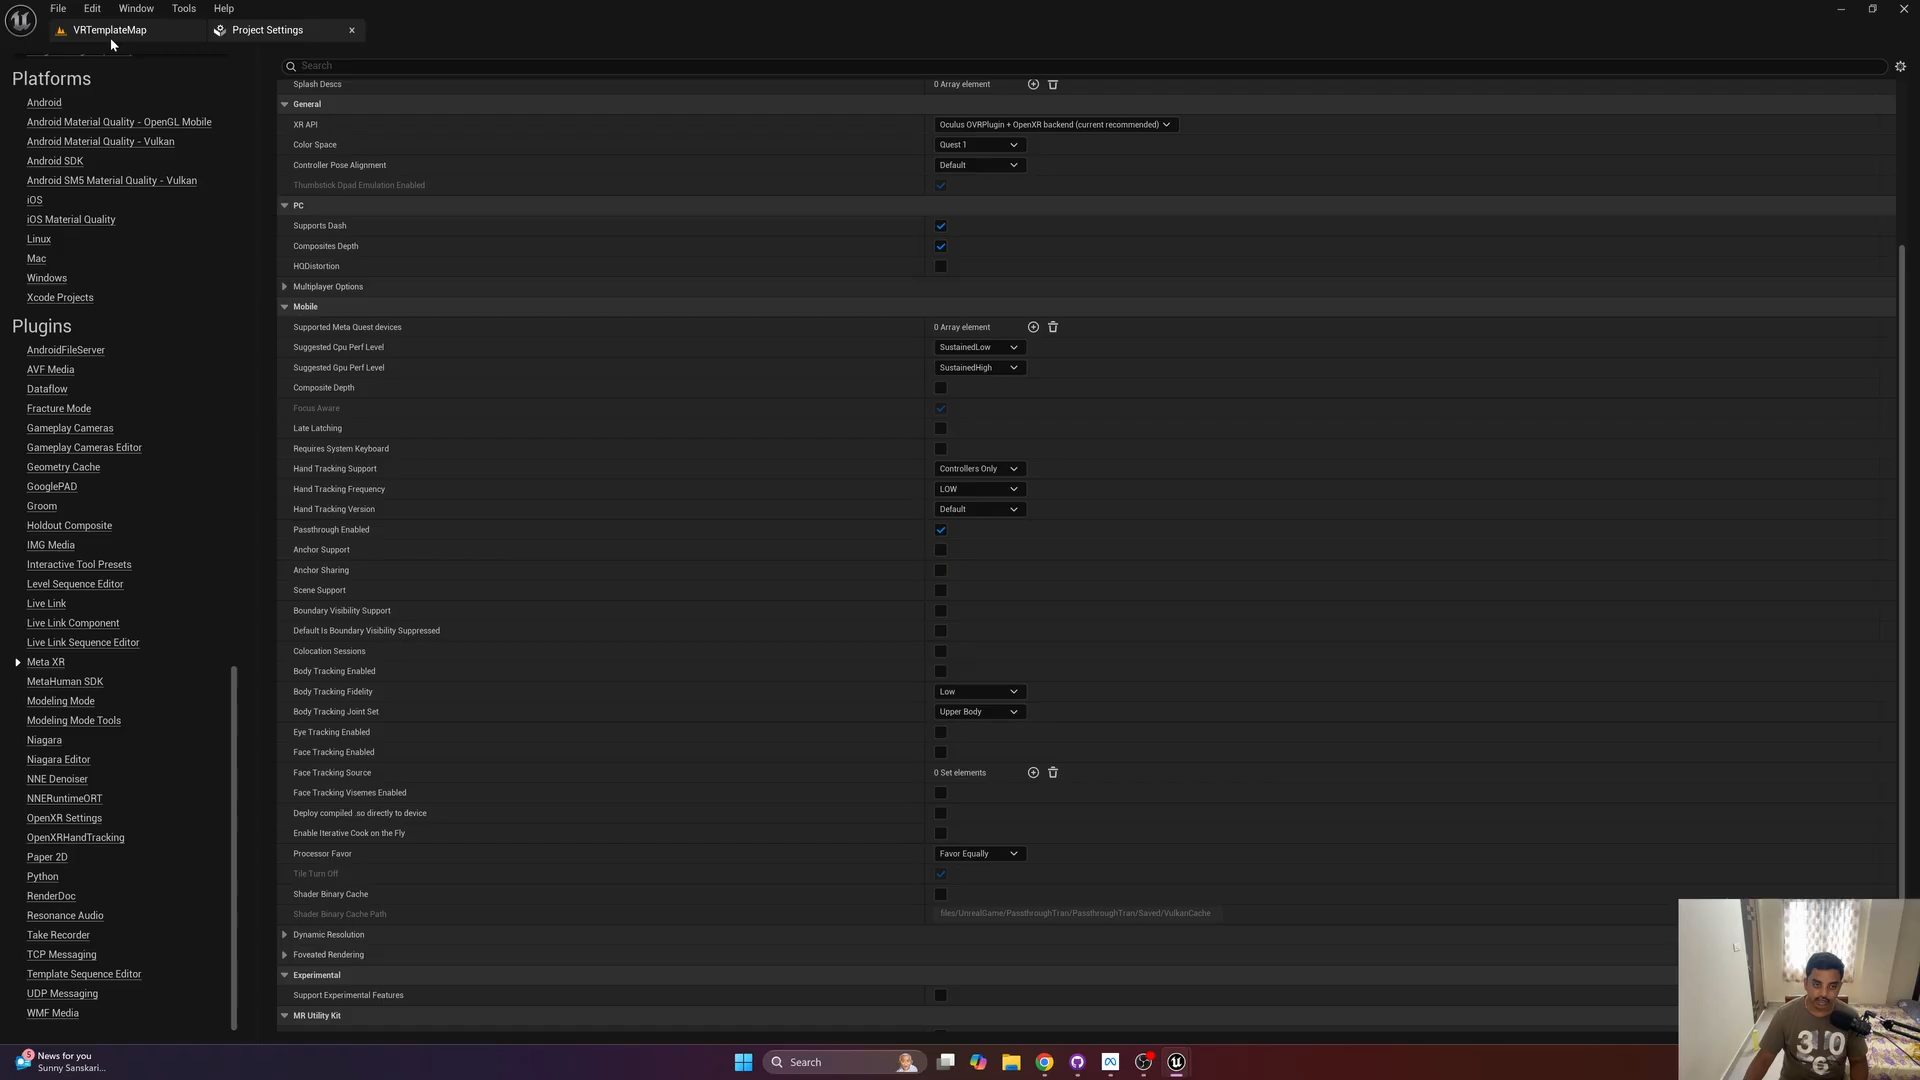 File Edit Window Tools Help
VRTemplateMap Project Settings
Platforms
Android
Android Material Quality - OpenGL Mobile
Android Material Quality - Vulkan
Android SDK
Android SM5 Material Quality - Vulkan
iOS
iOS Material Quality
Linux
Mac
Windows
Xcode Projects
Plugins
AndroidFileServer
AVF Media
Dataflow
Fracture Mode
Gameplay Cameras
Gameplay Cameras Editor
Geometry Cache
GooglePAD
Groom
Holdout Composite
IMG Media
Interactive Tool Presets
Level Sequence Editor
Live Link
Live Link Component
Live Link Sequence Editor
Meta XR
MetaHuman SDK
Modeling Mode
Modeling Mode Tools
Niagara
Niagara Editor
NNE Denoiser
NNERuntimeORT
OpenXR Settings
OpenXRHandTracking
Paper 2D
Python
RenderDoc
Resonance Audio
Take Recorder
TCP Messaging
Template Sequence Editor
UDP Messaging
WMF Media
Search
Splash Descs 0 Array element
General
XR API Oculus OVRPlugin + OpenXR backend (current recommended)
Color Space Quest 1
Controller Pose Alignment Default
Thumbstick Dpad Emulation Enabled
PC
Supports Dash
Composites Depth
HQDistortion
Multiplayer Options
Mobile
Supported Meta Quest devices 0 Array element
Suggested Cpu Perf Level SustainedLow
Suggested Gpu Perf Level SustainedHigh
Composite Depth
Focus Aware
Late Latching
Requires System Keyboard
Hand Tracking Support Controllers Only
Hand Tracking Frequency LOW
Hand Tracking Version Default
Passthrough Enabled
Anchor Support
Anchor Sharing
Scene Support
Boundary Visibility Support
Default Is Boundary Visibility Suppressed
Colocation Sessions
Body Tracking Enabled
Body Tracking Fidelity Low
Body Tracking Joint Set Upper Body
Eye Tracking Enabled
Face Tracking Enabled
Face Tracking Source 0 Set elements
Face Tracking Visemes Enabled
Deploy compiled .so directly to device
Enable Iterative Cook on the Fly
Processor Favor Favor Equally
Tile Turn Off
Shader Binary Cache
Shader Binary Cache Path files/UnrealGame/PassthroughTran/PassthroughTran/Saved/VulkanCache
Dynamic Resolution
Foveated Rendering
Experimental
Support Experimental Features
MR Utility Kit
5 News for you
Sunny Sanskari...
Search